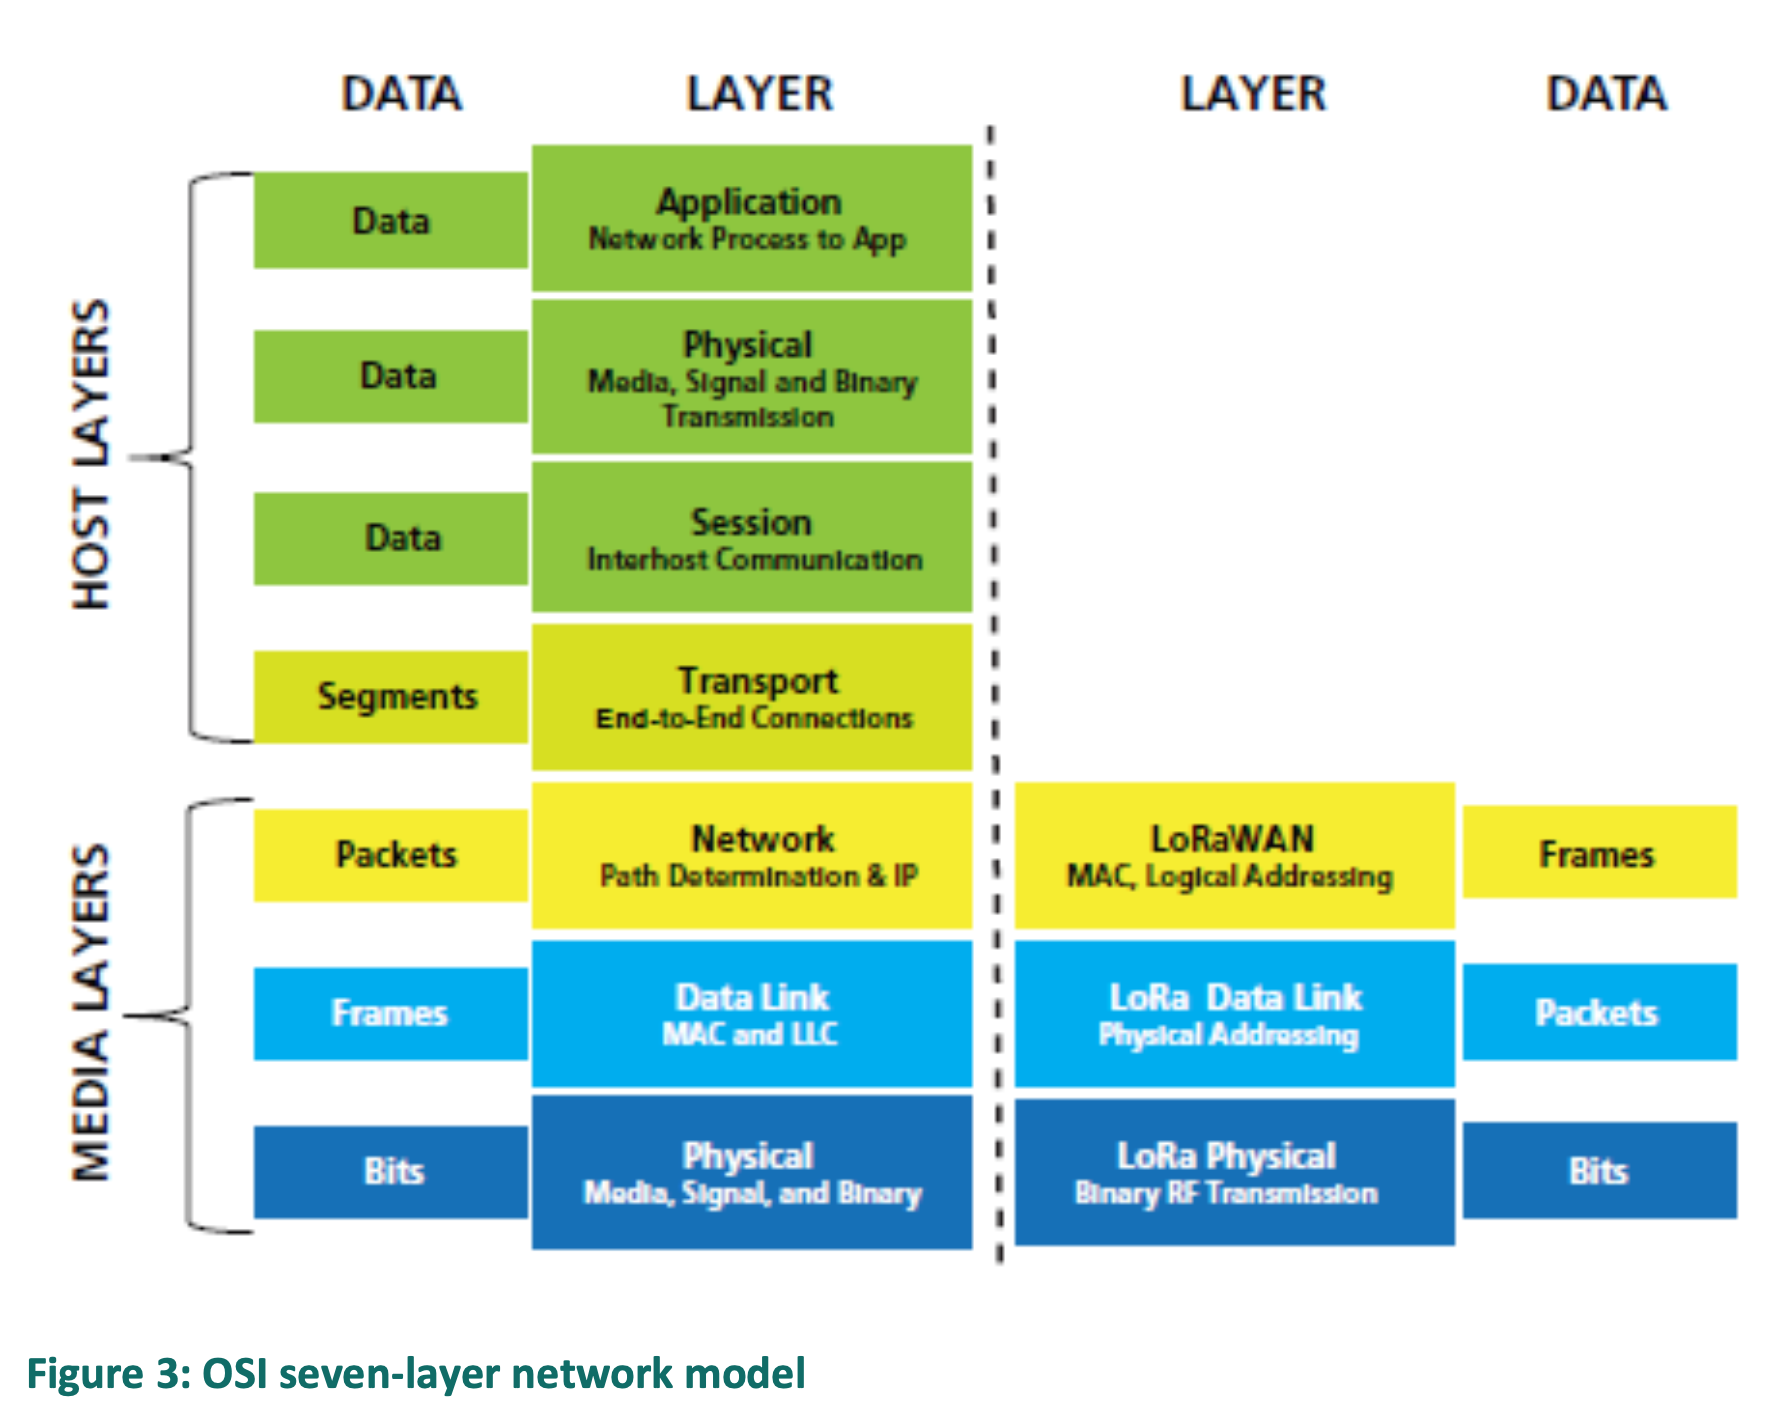 DATA LAYER LAYER DATA
HOST LAYERS
Data
Application
Network Process to App
Data
Physical
Media, Signal and Binary
Transmission
Data
Session
Interhost Communication
Segments
Transport
End-to-End Connections
MEDIA LAYERS
Packets
Network
Path Determination & IP
LoRaWAN
MAC, Logical Addressing
Frames
Frames
Data Link
MAC and LLC
LoRa Data Link
Physical Addressing
Packets
Bits
Physical
Media, Signal, and Binary
LoRa Physical
Binary RF Transmission
Bits
Figure 3: OSI seven-layer network model